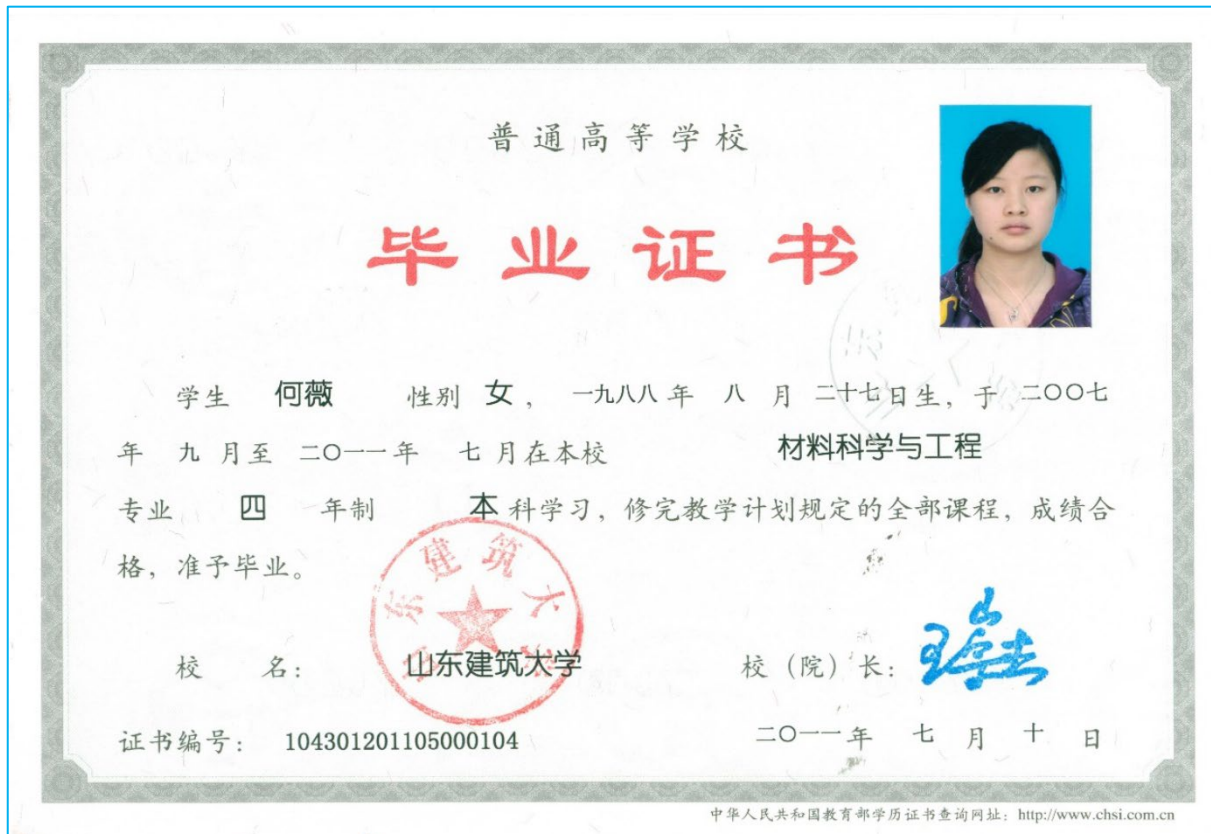 普通高等学校
毕业证书
学生 何薇 性别 女，一九八八年 八 月 二十七日生，于 二〇〇七
年 九 月至 二〇一一年 七 月在本校 材料科学与工程
专业 四 年制 本科学习，修完教学计划规定的全部课程，成绩合
格，准予毕业。
山东建筑大学
校 名： 山东建筑大学 校（院）长：
证书编号： 104301201105000104 二〇一一年 七 月 十 日
中华人民共和国教育部学历证书查询网址：http://www.chsi.com.cn